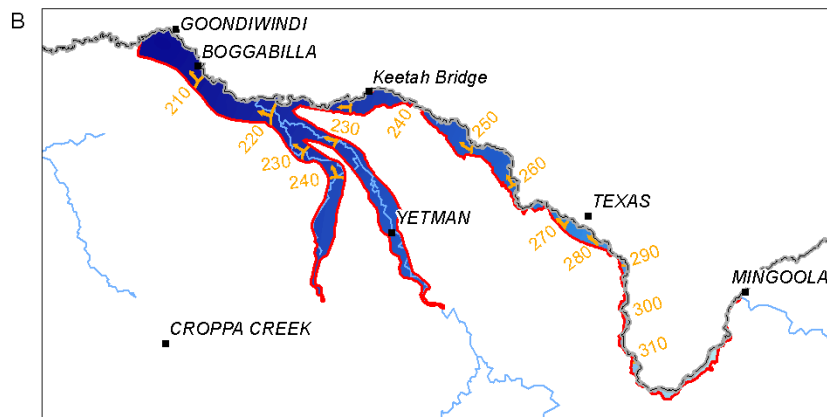 B
GOONDIWINDI
BOGGABILLA
Keetah Bridge
210
220
230
240
250
230
240
260
YETMAN
TEXAS
270
280
290
MINGOOLA
300
310
CROPPA CREEK